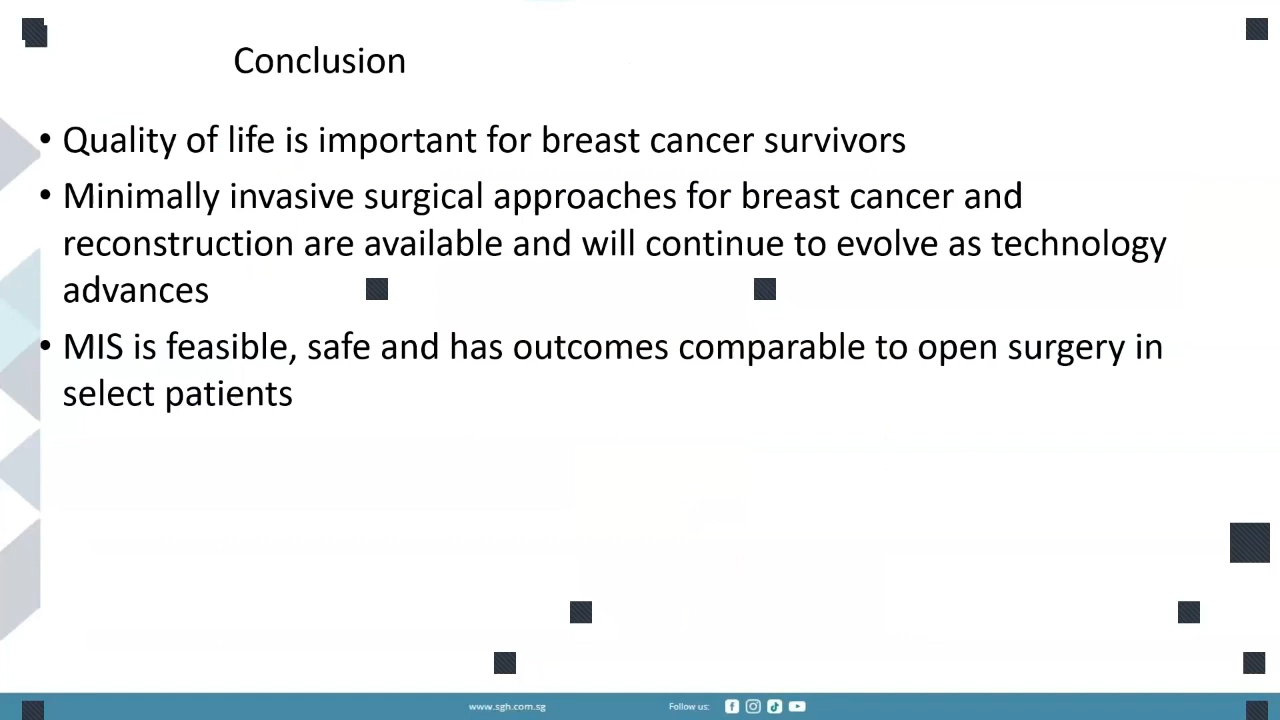 Conclusion
• Quality of life is important for breast cancer survivors
• Minimally invasive surgical approaches for breast cancer and
reconstruction are available and will continue to evolve as technology
advances
• MIS is feasible, safe and has outcomes comparable to open surgery in
select patients
www.sgh.com.sg Follow us: